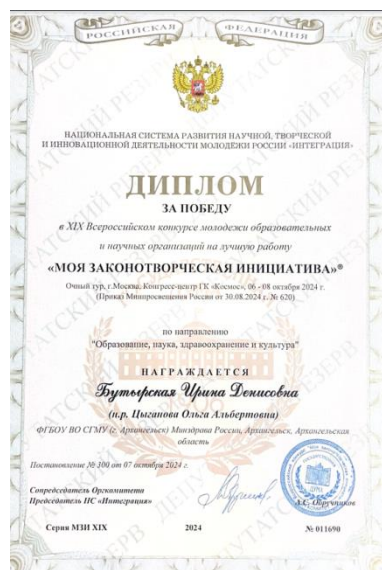 РОССИЙСКАЯ ФЕДЕРАЦИЯ
НАЦИОНАЛЬНАЯ СИСТЕМА РАЗВИТИЯ НАУЧНОЙ, ТВОРЧЕСКОЙ
И ИННОВАЦИОННОЙ ДЕЯТЕЛЬНОСТИ МОЛОДЁЖИ РОССИИ «ИНТЕГРАЦИЯ»
ДИПЛОМ
ЗА ПОБЕДУ
в XIX Всероссийском конкурсе молодежи образовательных
и научных организаций на лучшую работу
«МОЯ ЗАКОНОТВОРЧЕСКАЯ ИНИЦИАТИВА»®
Очный тур, г.Москва, Конгресс-центр ГК «Космос», 06 - 08 октября 2024 г.
(Приказ Минпросвещения России от 30.08.2024 г. № 620)
по направлению
"Образование, наука, здравоохранение и культура"
НАГРАЖДАЕТСЯ
Бутырская Ирина Денисовна
(н.р. Цыганова Ольга Альбертовна)
ФГБОУ ВО СГМУ (г. Архангельск) Минздрава России, Архангельск, Архангельская
область
Постановление № 300 от 07 октября 2024 г.
Сопредседатель Оргкомитета
Председатель НС «Интеграция»
А.С. Обручников
Серия МЗИ XIX 2024 № 011690